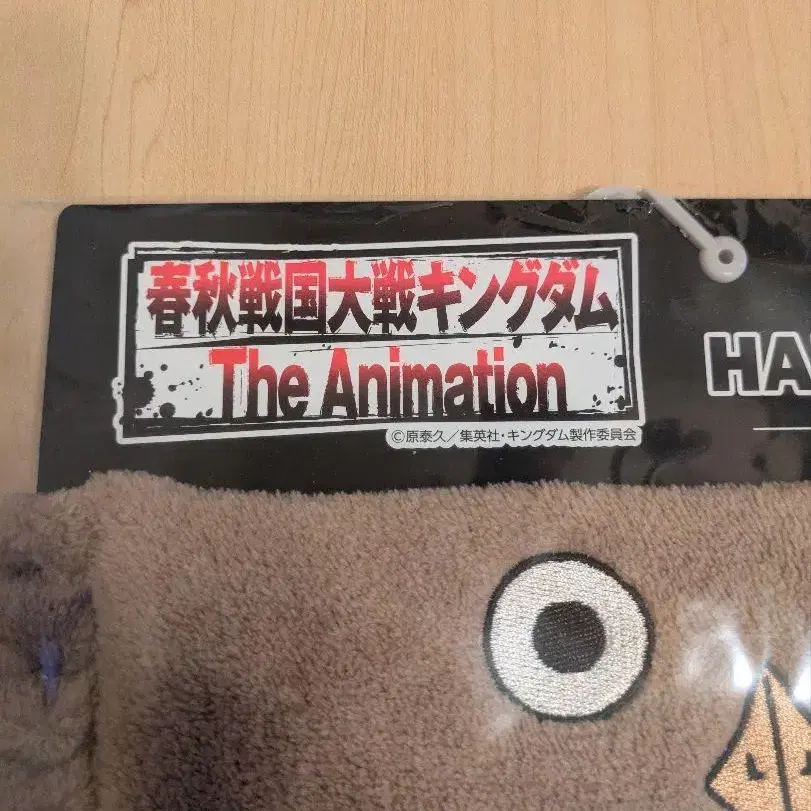 春秋戦国大戦キングダム
The Animation
©原泰久／集英社・キングダム製作委員会
HA